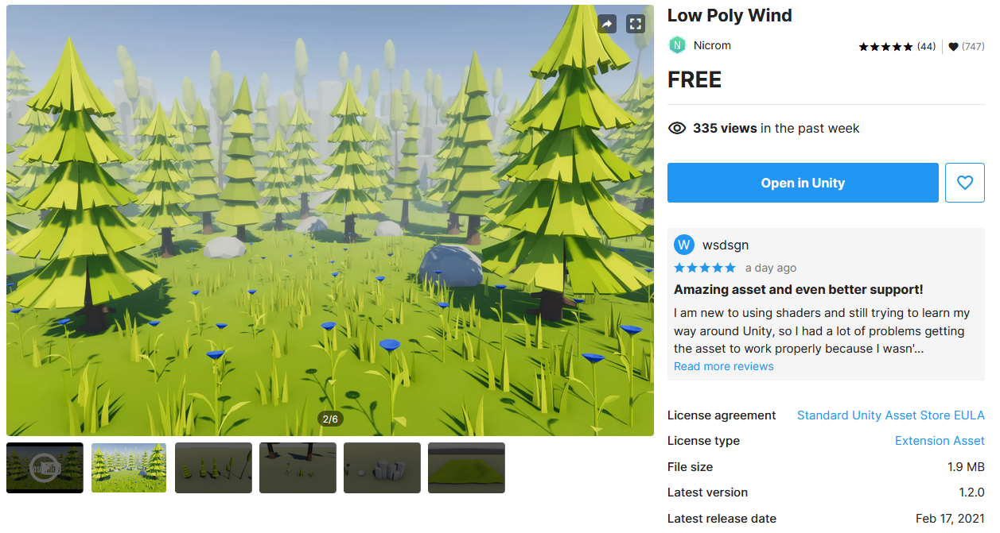 Low Poly Wind
N
Nicrom
(44)
(747)
FREE
335 views in the past week
Open in Unity
W
wsdsgn
a day ago
Amazing asset and even better support!
I am new to using shaders and still trying to learn my
way around Unity, so I had a lot of problems getting
the asset to work properly because I wasn'...
Read more reviews
License agreement Standard Unity Asset Store EULA
License type Extension Asset
File size 1.9 MB
Latest version 1.2.0
Latest release date Feb 17, 2021
2/6